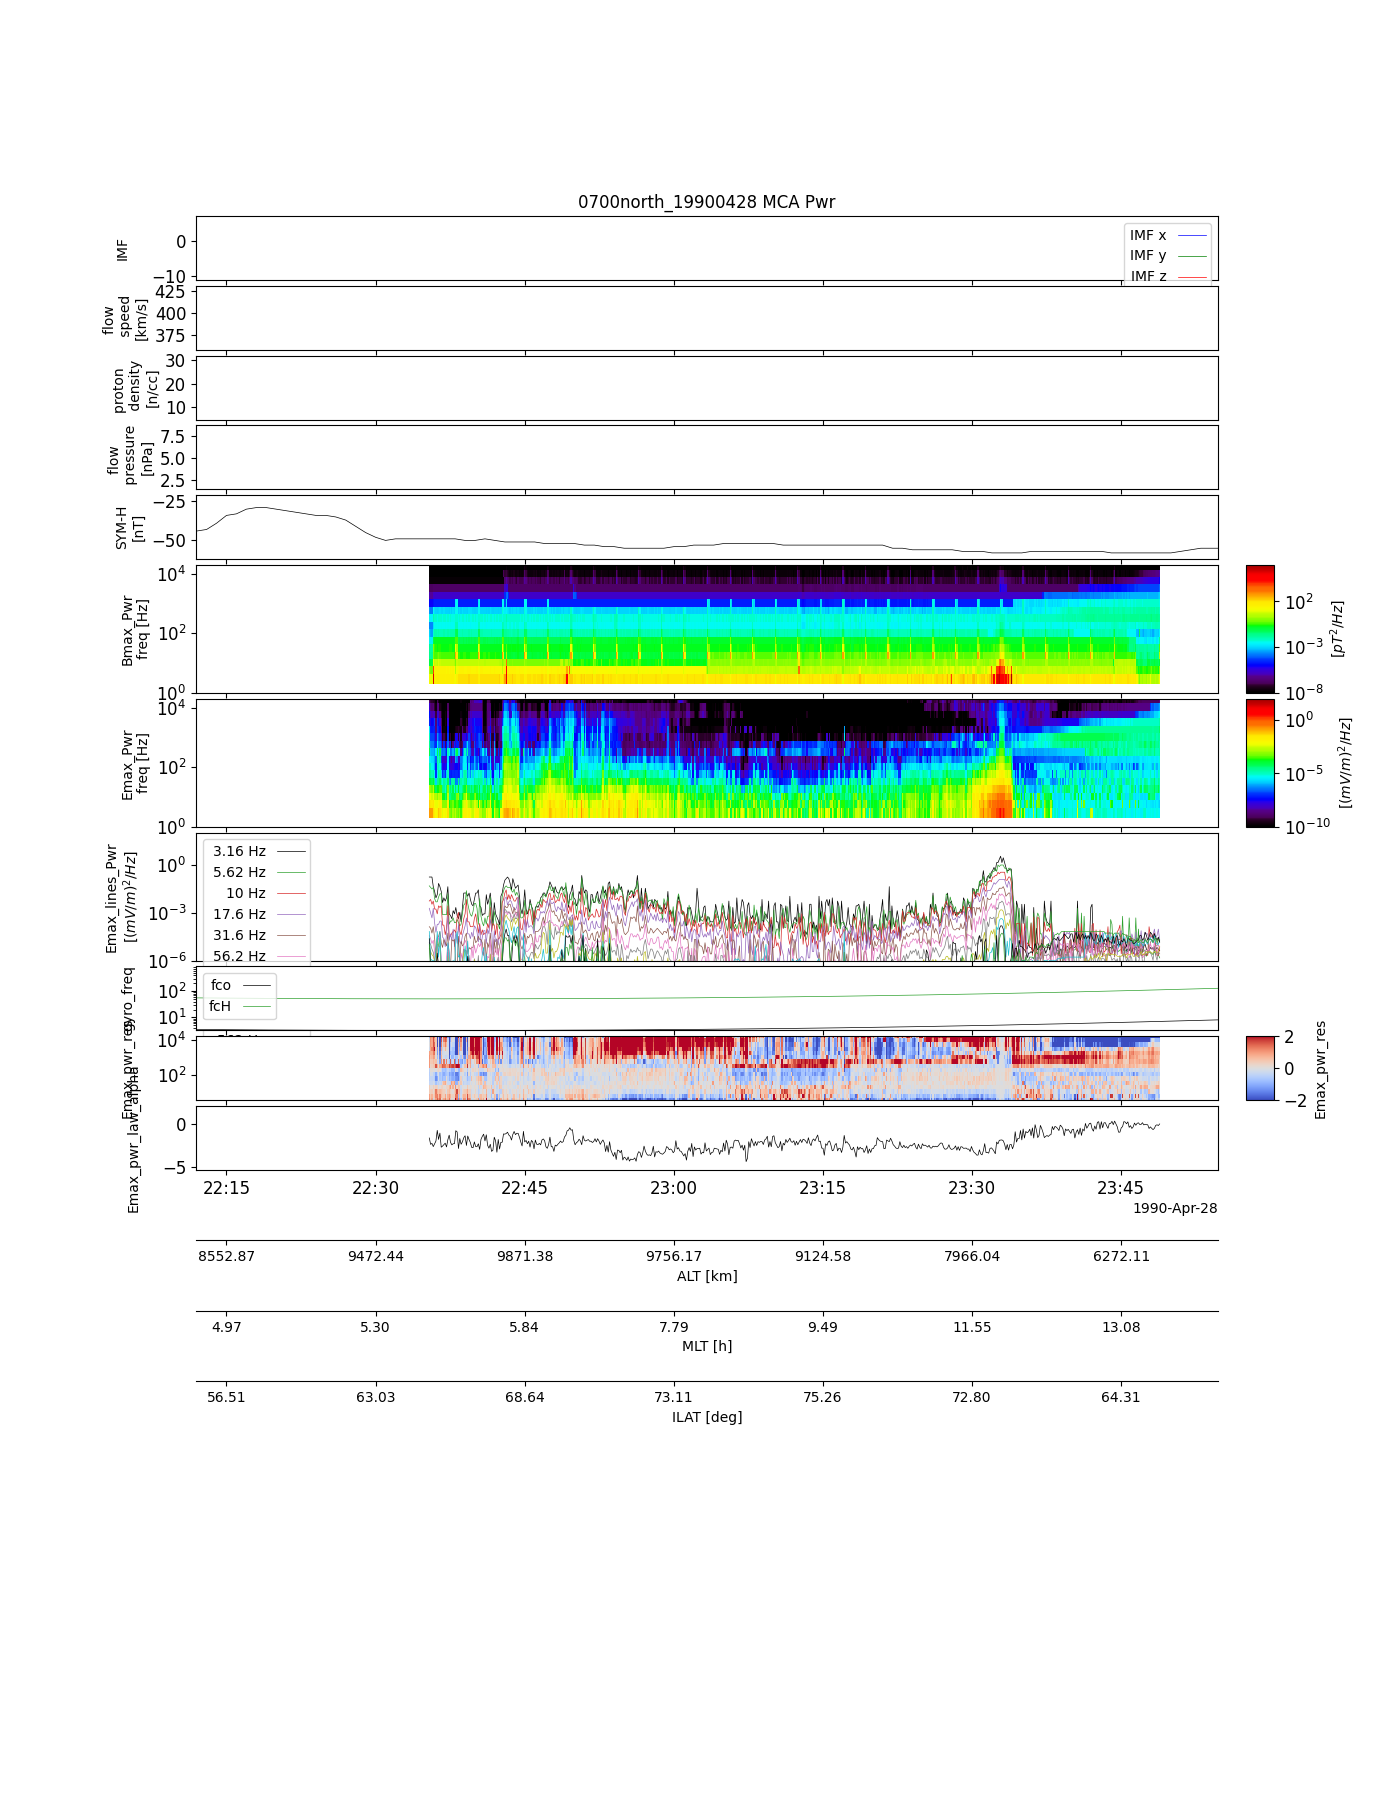 0700north_19900428 MCA Pwr
IMF
0
−10
IMF x
IMF y
IMF z
flow
speed
[km/s]
425
400
375
proton
density
[n/cc]
30
20
10
flow
pressure
[nPa]
7.5
5.0
2.5
SYM-H
[nT]
−25
−50
Bmax_Pwr
freq [Hz]
10^4
10^2
10^0
10^2
10^−3
10^−8
[pT^2/Hz]
Emax_Pwr
freq [Hz]
10^4
10^2
10^0
10^0
10^−5
10^−10
[(mV/m)^2/Hz]
Emax_lines_Pwr
[(mV/m)^2/Hz]
10^0
10^−3
10^−6
3.16 Hz
5.62 Hz
10 Hz
17.6 Hz
31.6 Hz
56.2 Hz
gyro_freq
10^2
10^1
fco
fcH
Emax_pwr_res
10^4
10^2
2
0
−2
Emax_pwr_res
Emax_pwr_law_alpha
0
−5
22:15 22:30 22:45 23:00 23:15 23:30 23:45
1990-Apr-28
8552.87 9472.44 9871.38 9756.17 9124.58 7966.04 6272.11
ALT [km]
4.97 5.30 5.84 7.79 9.49 11.55 13.08
MLT [h]
56.51 63.03 68.64 73.11 75.26 72.80 64.31
ILAT [deg]